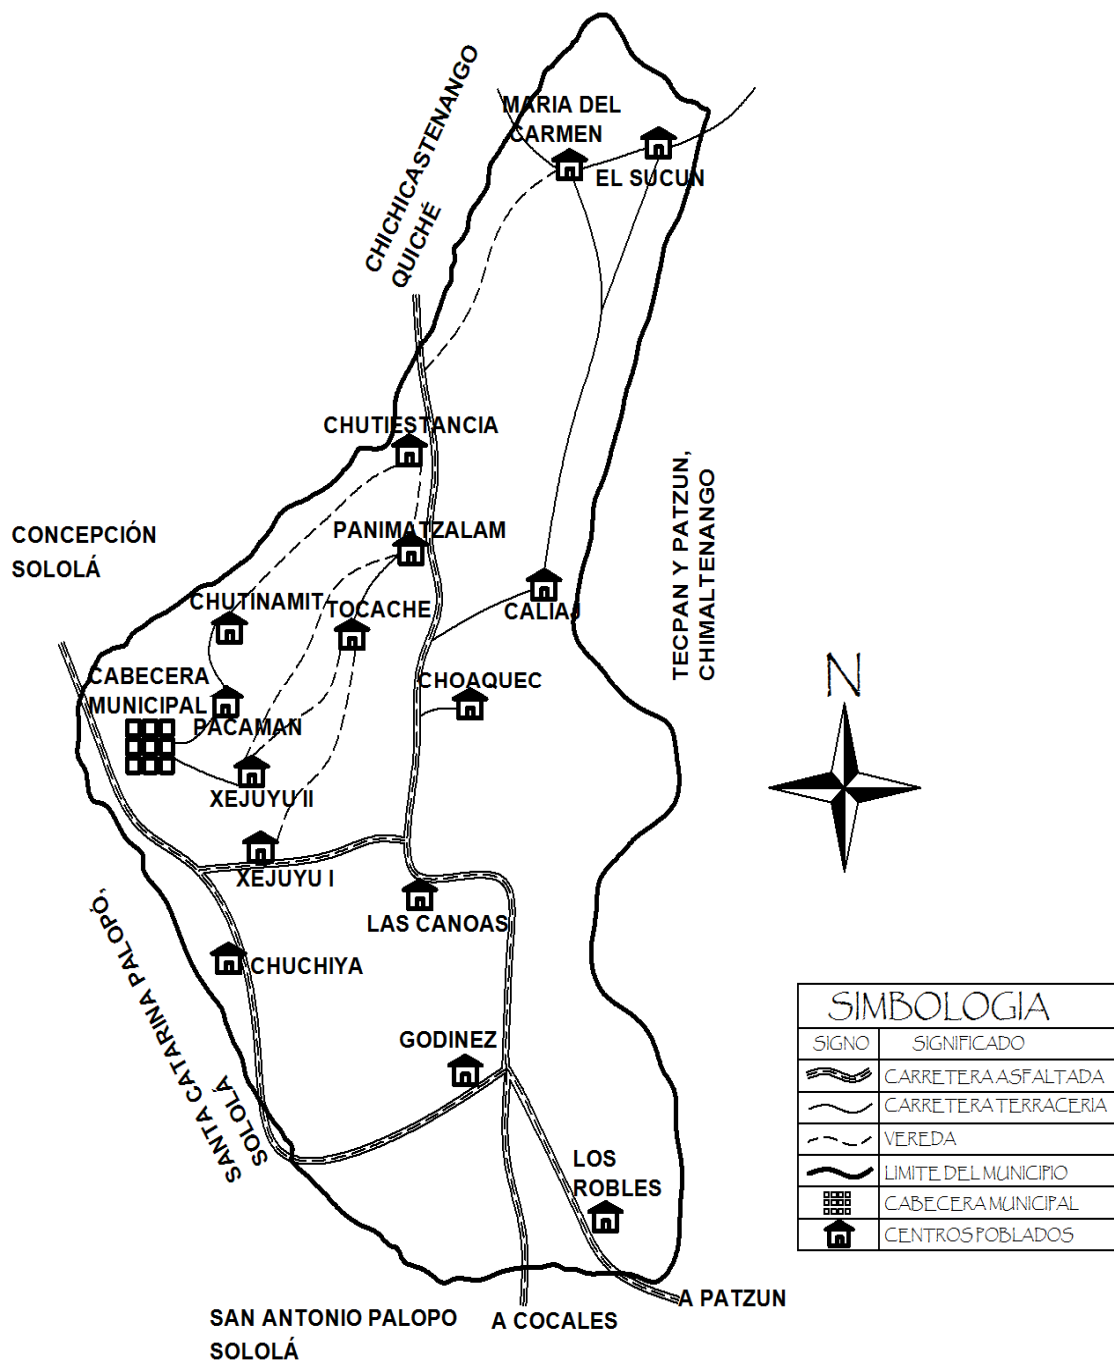 MARIA DEL
CARMEN
EL SUCUN
CHICHICASTENANGO
QUICHÉ
CHUTIESTANCIA
CONCEPCIÓN
SOLOLÁ
PANIMATZALAM
TECPAN Y PATZUN,
CHIMALTENANGO
CHUTINAMIT
TOCACHE
CALIAJ
CABECERA
MUNICIPAL
PACAMAN
CHOAQUEC
N
XEJUYU II
XEJUYU I
LAS CANOAS
SANTA CATARINA PALOPÓ,
SOLOLÁ
CHUCHIYA
GODINEZ
LOS
ROBLES
SIMBOLOGIA
SIGNO SIGNIFICADO
CARRETERA ASFALTADA
CARRETERA TERRACERIA
VEREDA
LIMITE DEL MUNICIPIO
CABECERA MUNICIPAL
CENTROS POBLADOS
A PATZUN
A COCALES
SAN ANTONIO PALOPO
SOLOLÁ